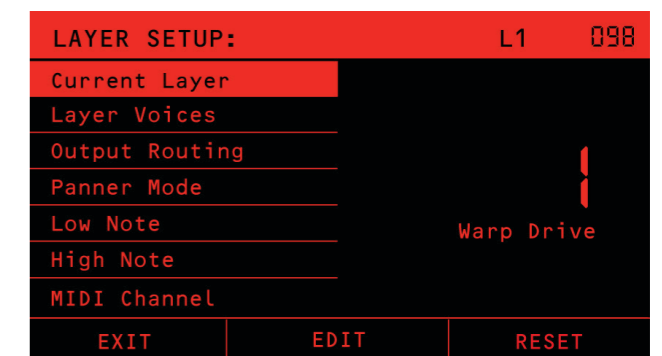 LAYER SETUP: L1 098
Current Layer
Layer Voices
Output Routing
Panner Mode
1
Low Note
Warp Drive
High Note
MIDI Channel
EXIT EDIT RESET